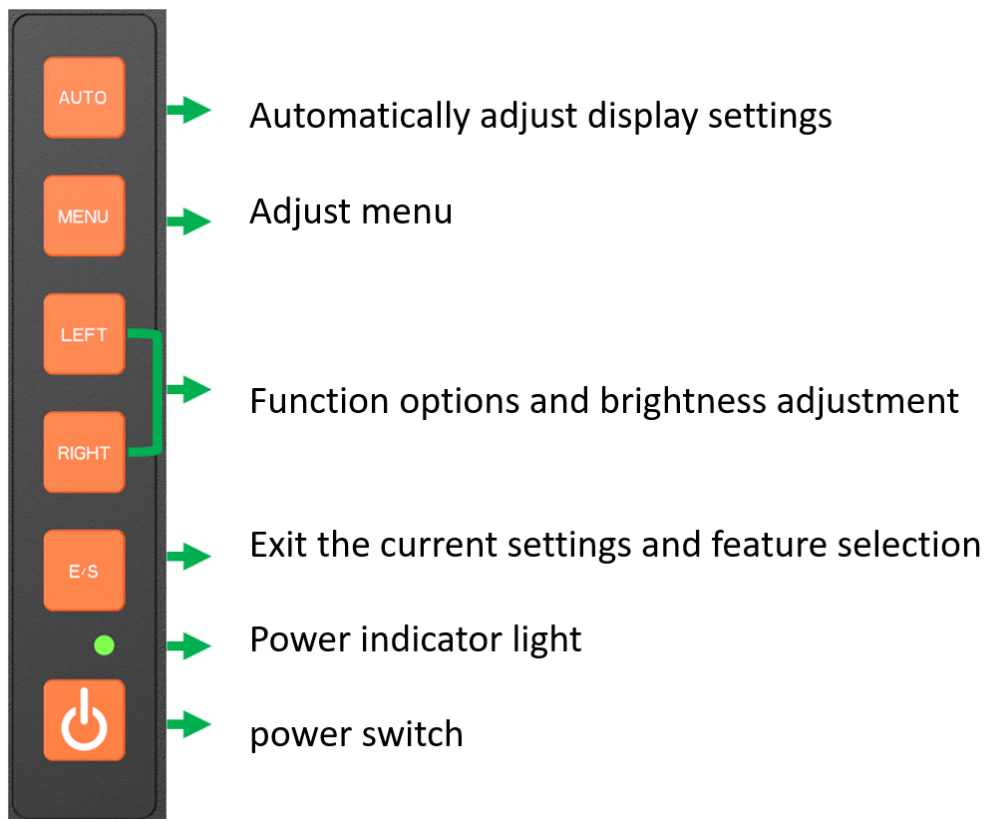 AUTO
Automatically adjust display settings
MENU
Adjust menu
LEFT
Function options and brightness adjustment
RIGHT
E/S
Exit the current settings and feature selection
Power indicator light
power switch